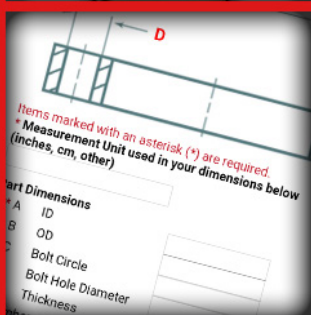 D
Items marked with an asterisk (*) are required.
* Measurement Unit used in your dimensions below
(inches, cm, other)
Part Dimensions
* A ID
B OD
C Bolt Circle
Bolt Hole Diameter
Thickness